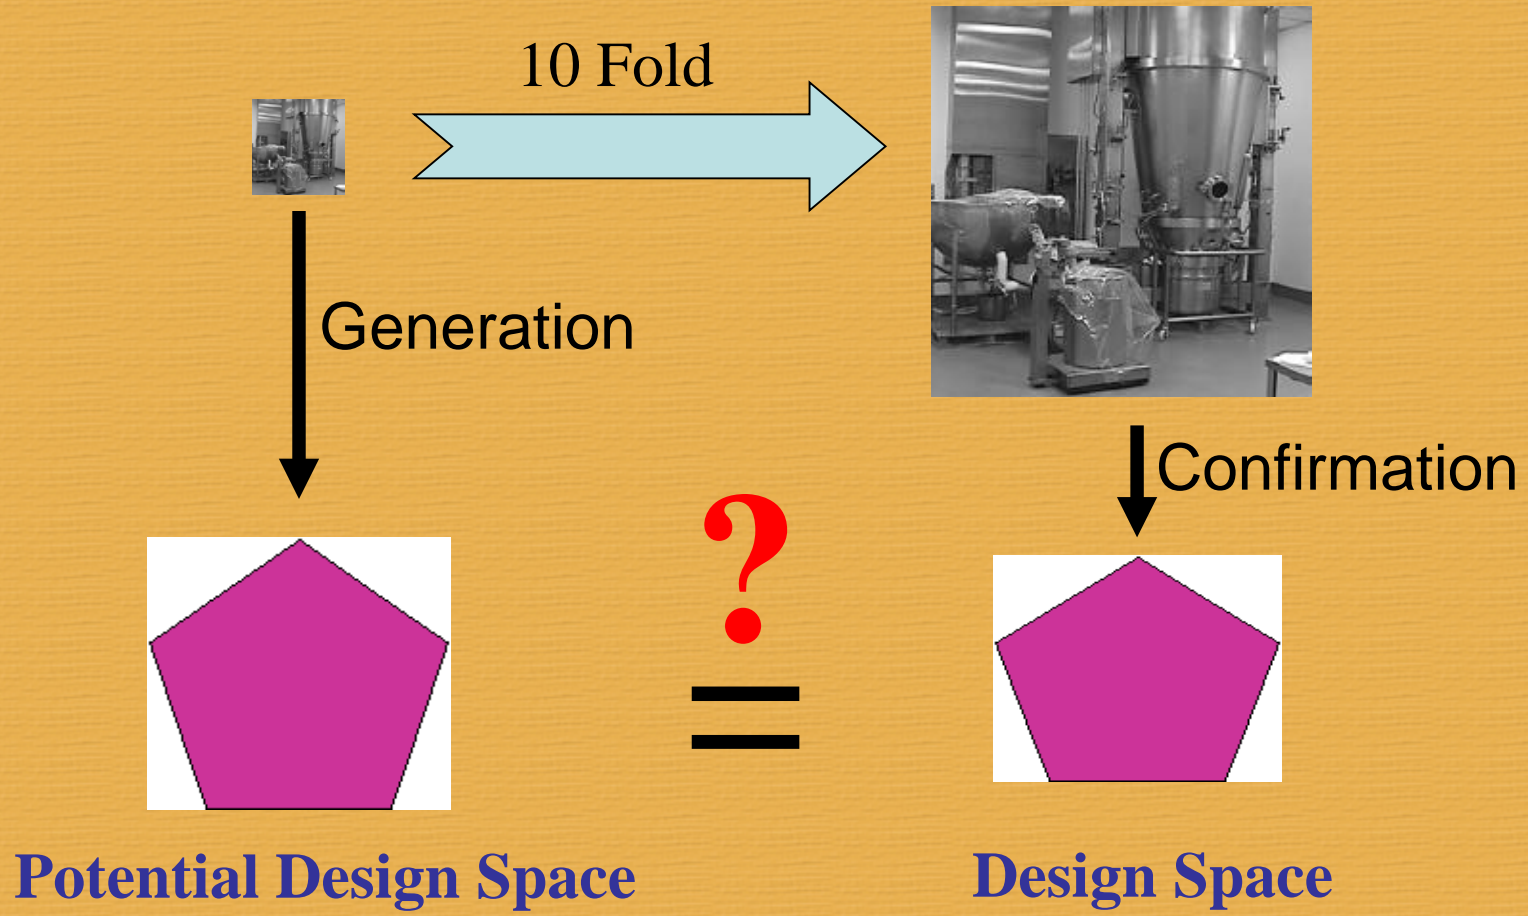 10 Fold
Generation
Confirmation
?
=
Potential Design Space
Design Space